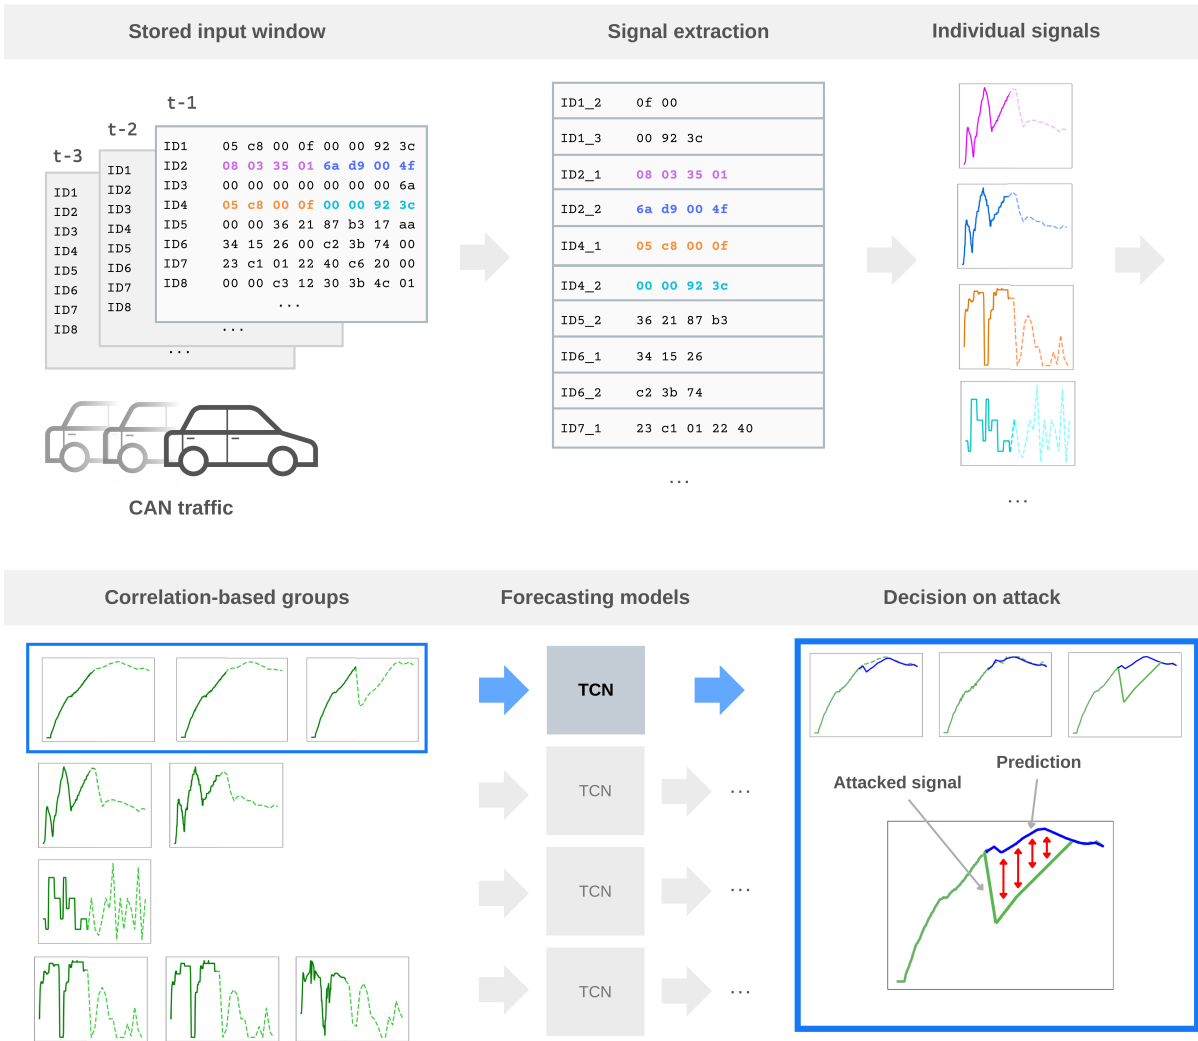 Stored input window
Signal extraction
Individual signals
t-3
ID1
ID2
ID3
ID4
ID5
ID6
ID7
ID8
...
t-2
ID1
ID2
ID3
ID4
ID5
ID6
ID7
ID8
...
t-1
ID1 05 c8 00 0f 00 00 92 3c
ID2 08 03 35 01 6a d9 00 4f
ID3 00 00 00 00 00 00 00 6a
ID4 05 c8 00 0f 00 00 92 3c
ID5 00 00 36 21 87 b3 17 aa
ID6 34 15 26 00 c2 3b 74 00
ID7 23 c1 01 22 40 c6 20 00
ID8 00 00 c3 12 30 3b 4c 01
...
CAN traffic
ID1_2 0f 00
ID1_3 00 92 3c
ID2_1 08 03 35 01
ID2_2 6a d9 00 4f
ID4_1 05 c8 00 0f
ID4_2 00 00 92 3c
ID5_2 36 21 87 b3
ID6_1 34 15 26
ID6_2 c2 3b 74
ID7_1 23 c1 01 22 40
...
...
Correlation-based groups
Forecasting models
Decision on attack
TCN
TCN
...
TCN
...
TCN
...
Prediction
Attacked signal